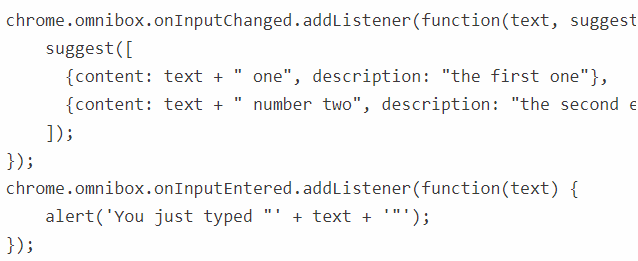 chrome.omnibox.onInputChanged.addListener(function(text, suggest
    suggest([
      {content: text + " one", description: "the first one"},
      {content: text + " number two", description: "the second e
    ]);
});
chrome.omnibox.onInputEntered.addListener(function(text) {
    alert('You just typed "' + text + '"');
});